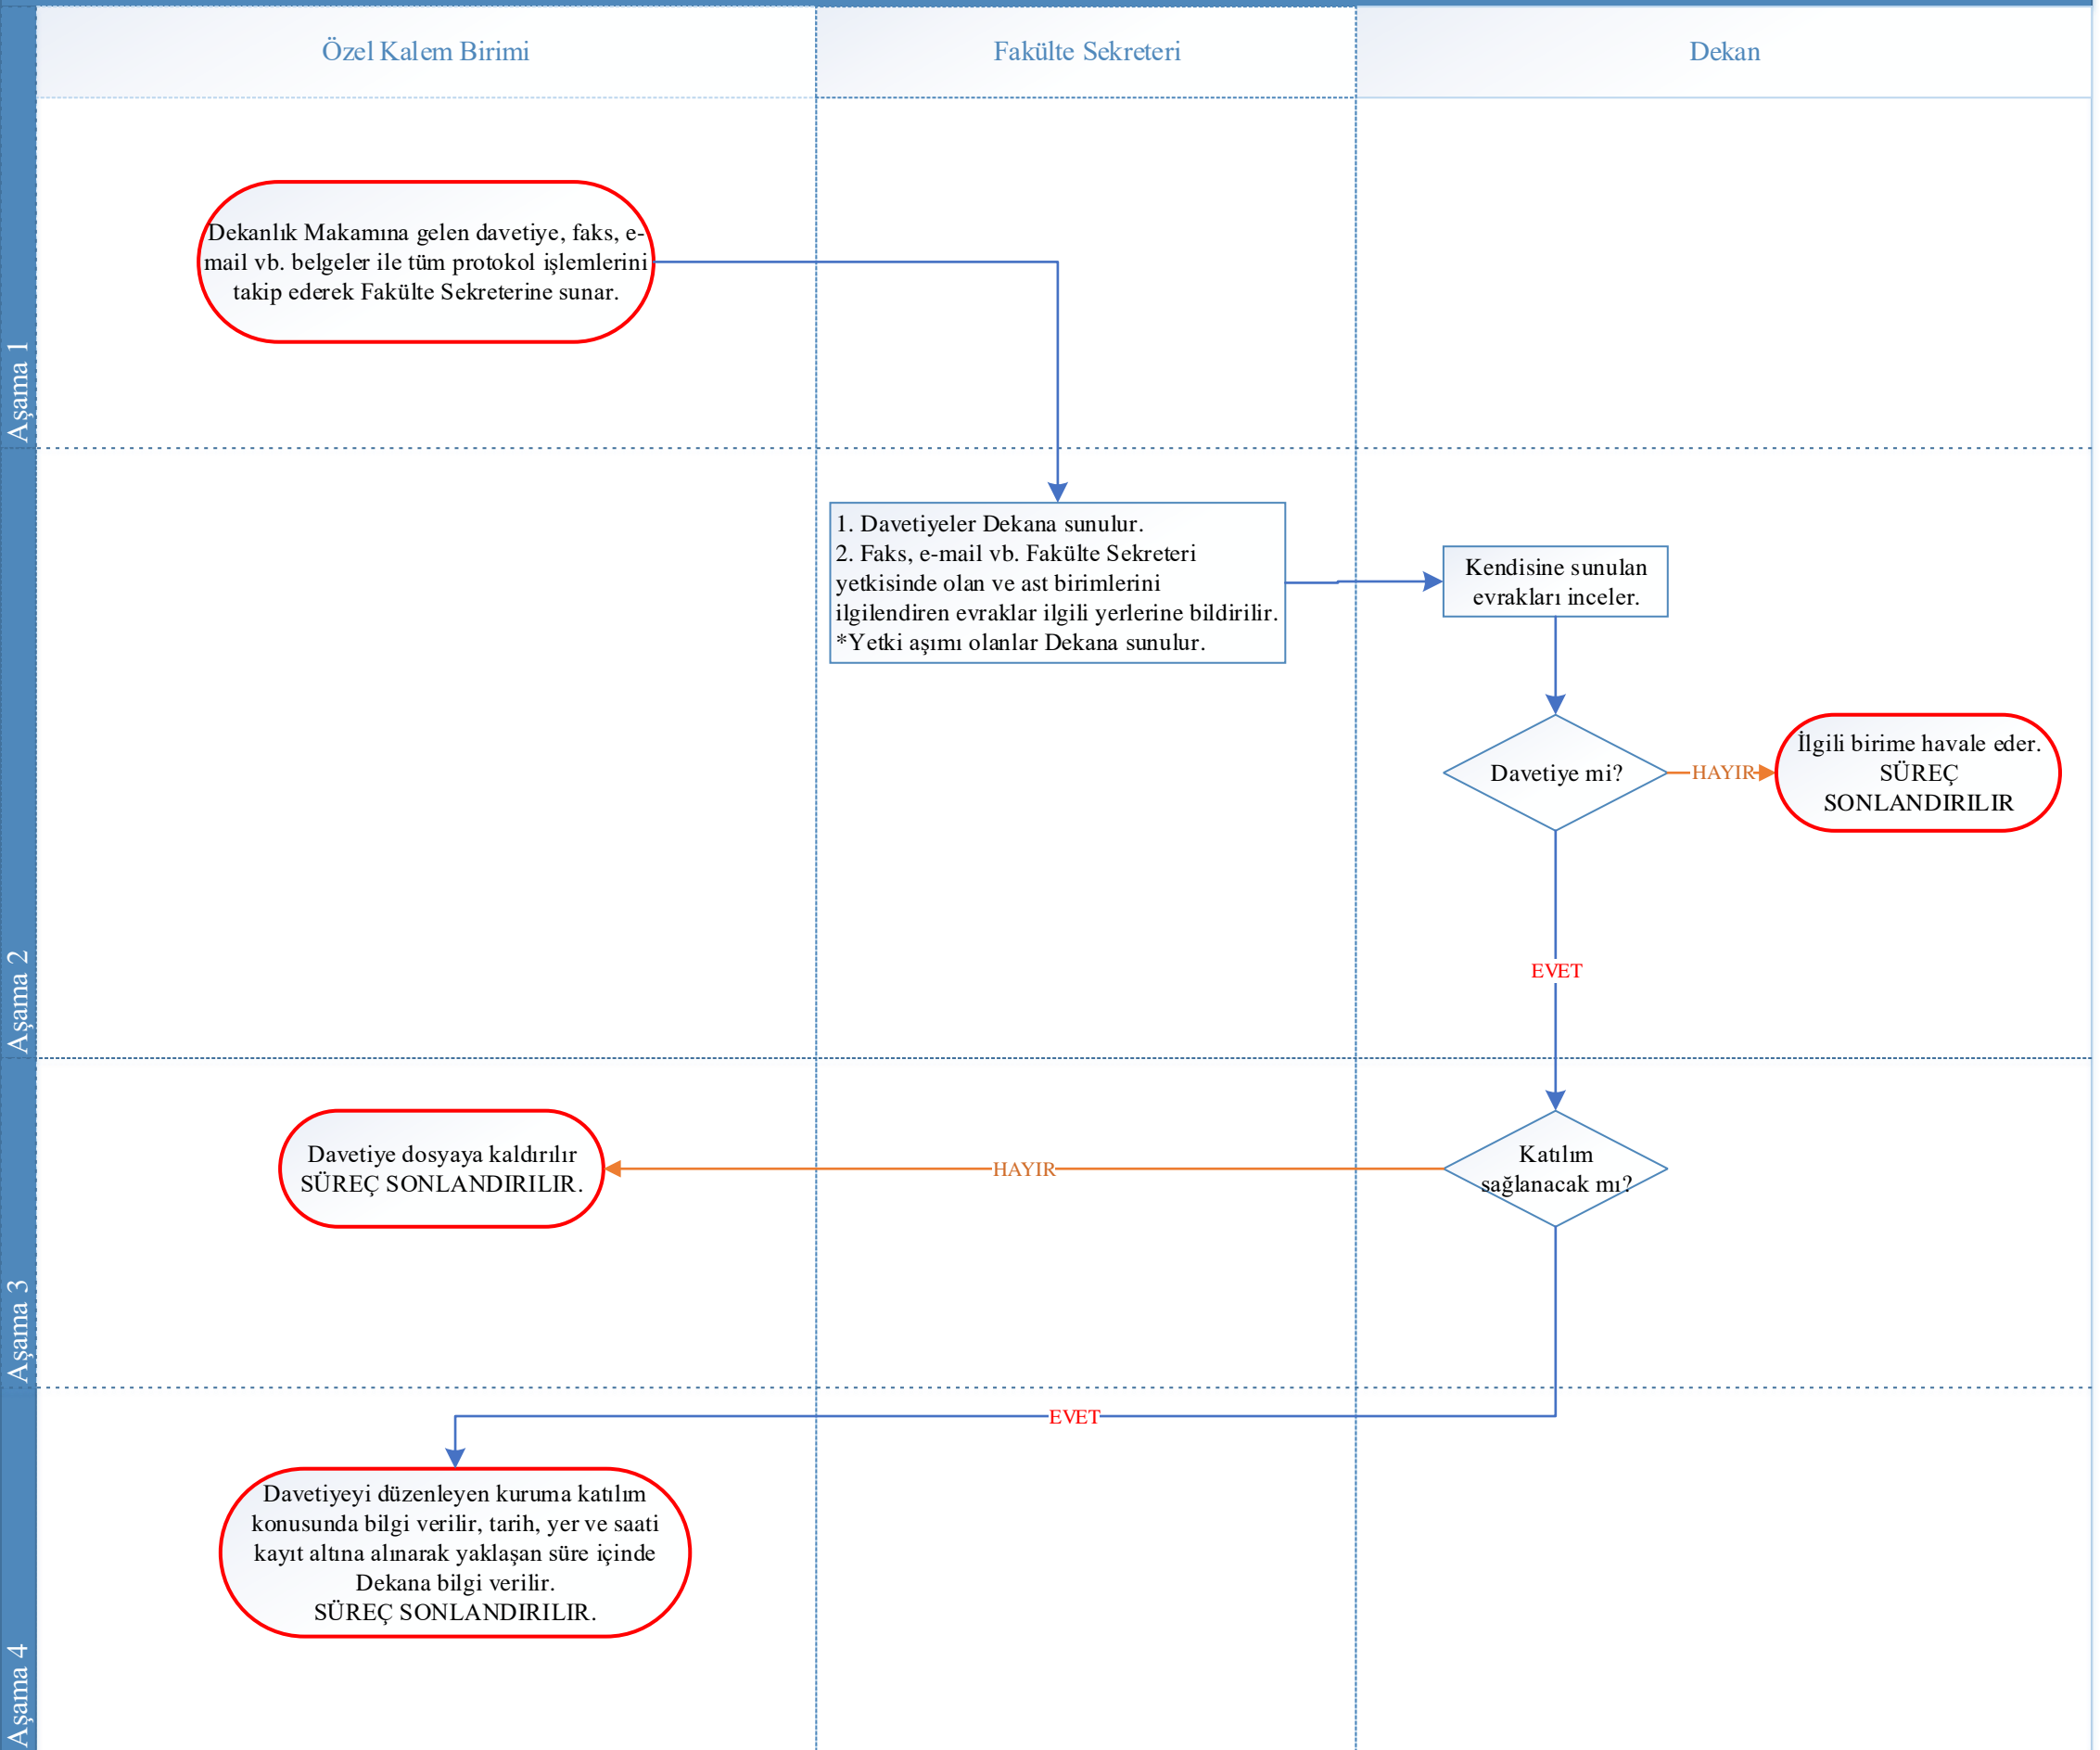 Özel Kalem Birimi
Fakülte Sekreteri
Dekan
Aşama 1
Dekanlık Makamına gelen davetiye, faks, e-
mail vb. belgeler ile tüm protokol işlemlerini
takip ederek Fakülte Sekreterine sunar.
Aşama 2
1. Davetiyeler Dekana sunulur.
2. Faks, e-mail vb. Fakülte Sekreteri
yetkisinde olan ve ast birimlerini
ilgilendiren evraklar ilgili yerlerine bildirilir.
*Yetki aşımı olanlar Dekana sunulur.
Kendisine sunulan
evrakları inceler.
Davetiye mi?
HAYIR
İlgili birime havale eder.
SÜREÇ
SONLANDIRILIR
EVET
Aşama 3
Davetiye dosyaya kaldırılır
SÜREÇ SONLANDIRILIR.
HAYIR
Katılım
sağlanacak mı?
Aşama 4
EVET
Davetiyeyi düzenleyen kuruma katılım
konusunda bilgi verilir, tarih, yer ve saati
kayıt altına alınarak yaklaşan süre içinde
Dekana bilgi verilir.
SÜREÇ SONLANDIRILIR.